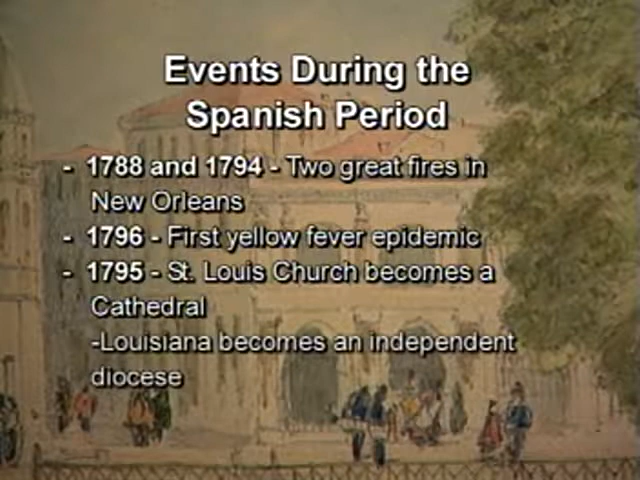 Events During the
Spanish Period
- 1788 and 1794 - Two great fires in
New Orleans
- 1796 - First yellow fever epidemic
- 1795 - St. Louis Church becomes a
Cathedral
-Louisiana becomes an independent
diocese